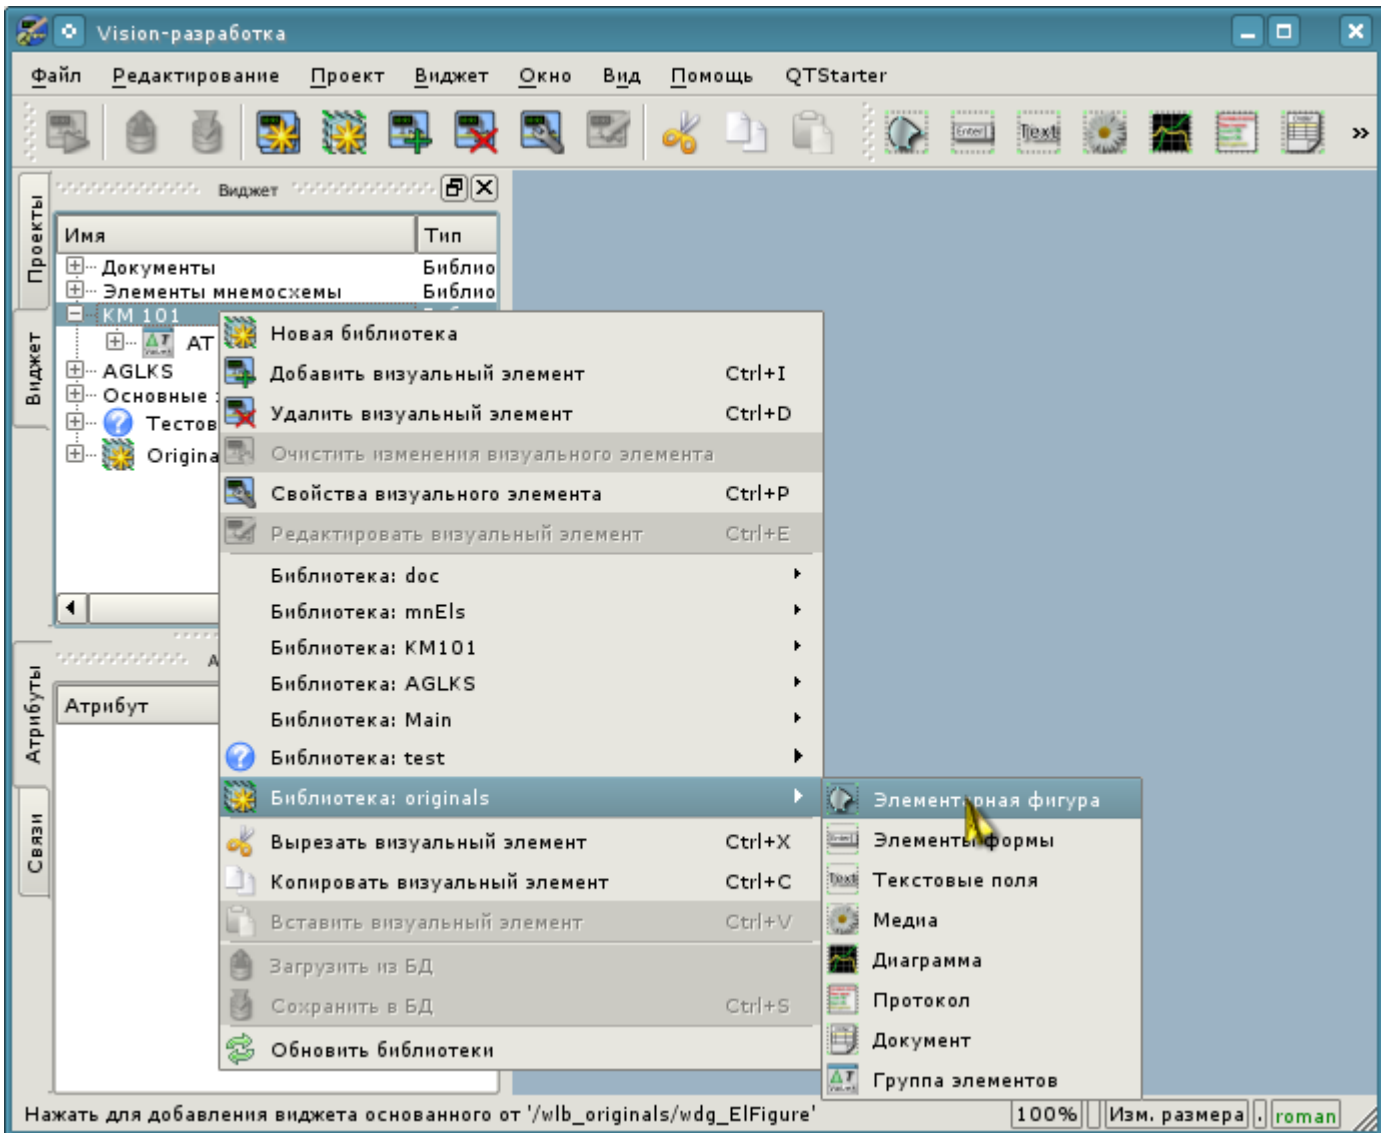 Vision-разработка
Файл Редактирование Проект Виджет Окно Вид Помощь QTStarter
Проекты
Виджет
Виджет
Имя Тип
Документы Библио
Элементы мнемосхемы Библио
КМ 101
АТ
AGLKS
Основные
Тестов
Origina
Новая библиотека
Добавить визуальный элемент Ctrl+I
Удалить визуальный элемент Ctrl+D
Очистить изменения визуального элемента
Свойства визуального элемента Ctrl+P
Редактировать визуальный элемент Ctrl+E
Библиотека: doc
Библиотека: mnEls
Библиотека: KM101
Библиотека: AGLKS
Библиотека: Main
Библиотека: test
Библиотека: originals
Вырезать визуальный элемент Ctrl+X
Копировать визуальный элемент Ctrl+C
Вставить визуальный элемент Ctrl+V
Загрузить из БД
Сохранить в БД Ctrl+S
Обновить библиотеки
Элементарная фигура
Элементы формы
Текстовые поля
Медиа
Диаграмма
Протокол
Документ
Группа элементов
Атрибуты
Связи
Атрибут
Нажать для добавления виджета основанного от '/wlb_originals/wdg_ElFigure' 100% Изм. размера . roman